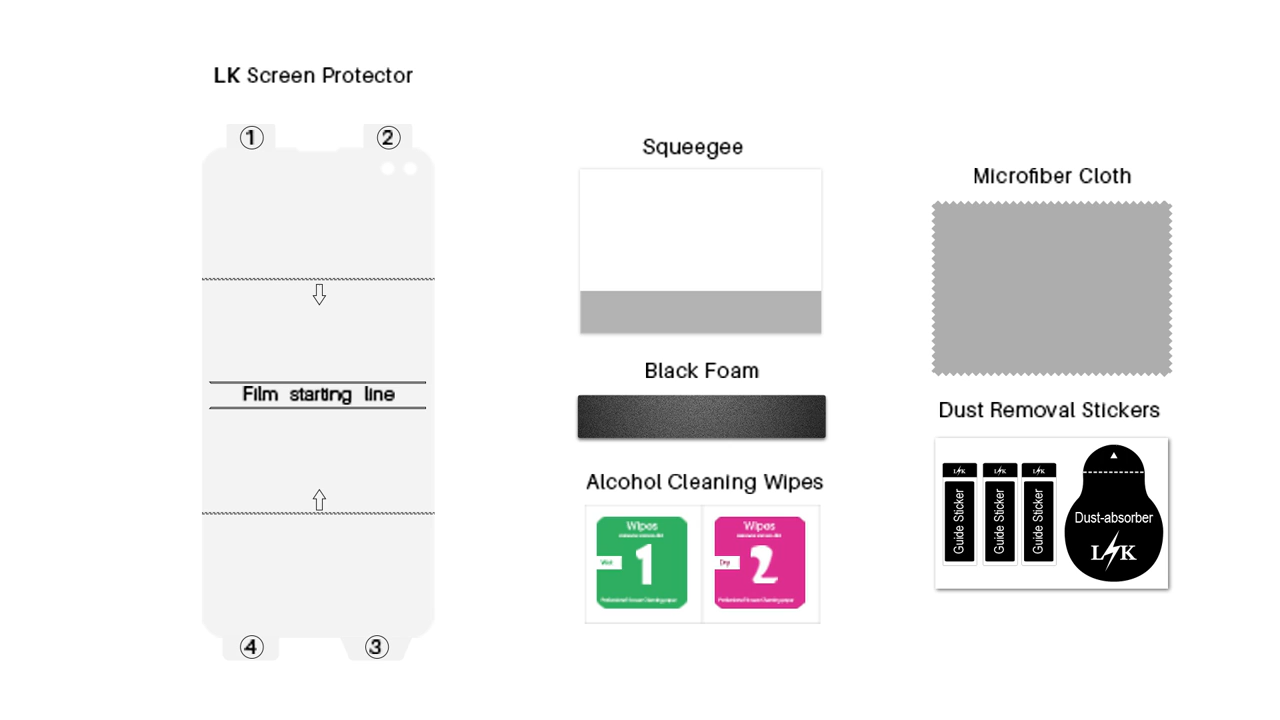 LK Screen Protector
① ②
Film starting line
④ ③
Squeegee
Black Foam
Alcohol Cleaning Wipes
Wipes
1
Wet
Wipes
2
Dry
Microfiber Cloth
Dust Removal Stickers
LK
Guide Sticker
LK
Guide Sticker
LK
Guide Sticker
Dust-absorber
LK